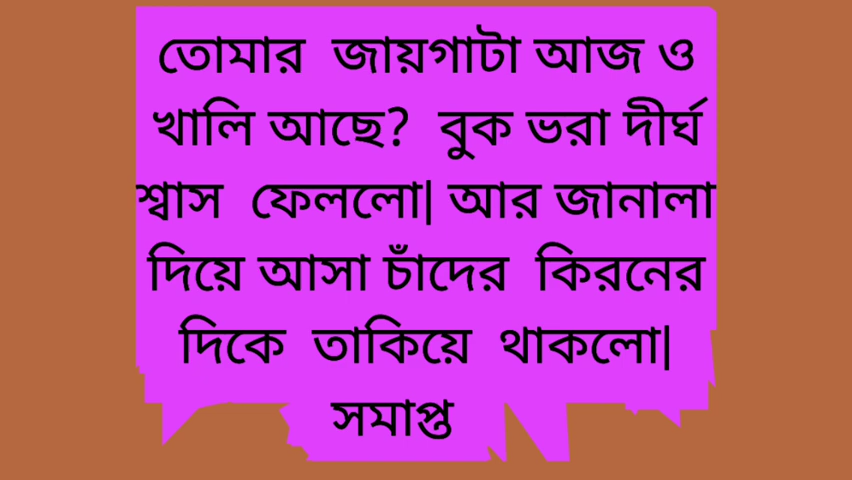 তোমার জায়গাটা আজ ও
খালি আছে? বুক ভরা দীর্ঘ
শ্বাস ফেললো| আর জানালা
দিয়ে আসা চাঁদের কিরনের
দিকে তাকিয়ে থাকলো|
সমাপ্ত